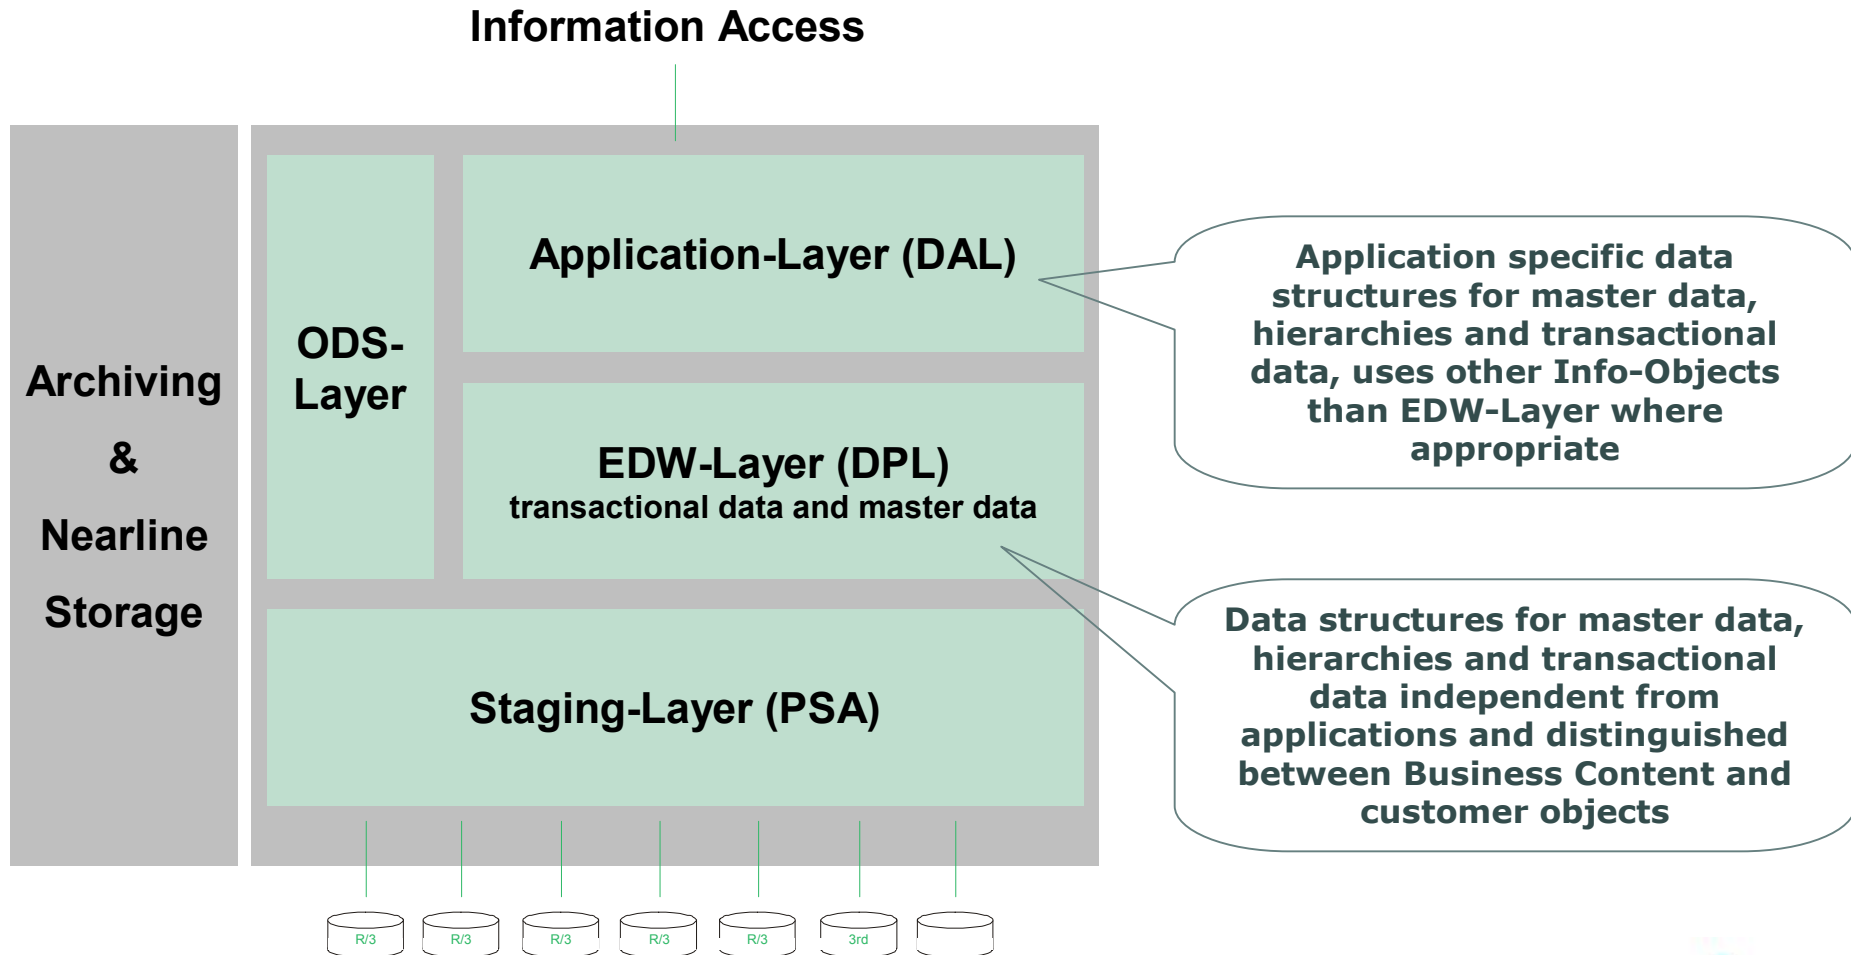 Information Access
Archiving
&
Nearline
Storage
ODS-
Layer
Application-Layer (DAL)
EDW-Layer (DPL)
transactional data and master data
Staging-Layer (PSA)
Application specific data
structures for master data,
hierarchies and transactional
data, uses other Info-Objects
than EDW-Layer where
appropriate
Data structures for master data,
hierarchies and transactional
data independent from
applications and distinguished
between Business Content and
customer objects
R/3
R/3
R/3
R/3
R/3
3rd